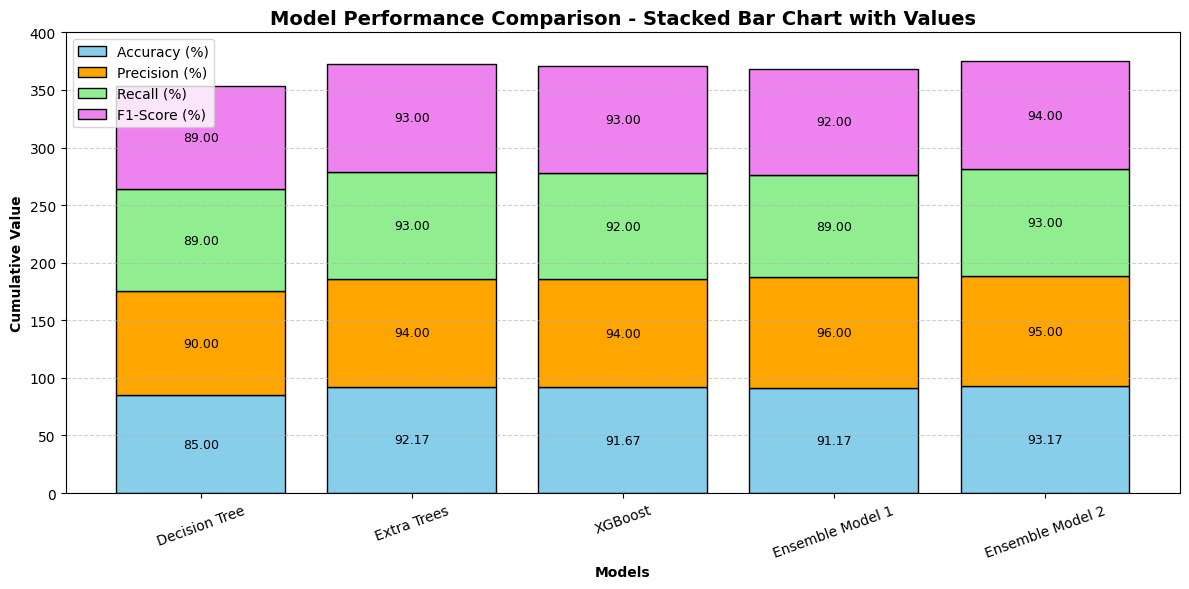 Model Performance Comparison - Stacked Bar Chart with Values
Accuracy (%)
Precision (%)
Recall (%)
F1-Score (%)
Cumulative Value
400
350
300
250
200
150
100
50
0
89.00
93.00
93.00
92.00
94.00
89.00
93.00
92.00
89.00
93.00
90.00
94.00
94.00
96.00
95.00
85.00
92.17
91.67
91.17
93.17
Decision Tree
Extra Trees
XGBoost
Ensemble Model 1
Ensemble Model 2
Models